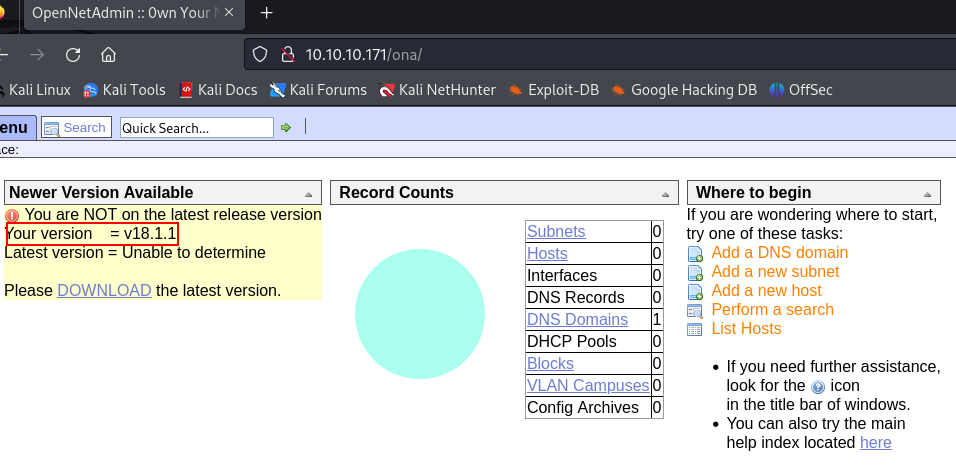 OpenNetAdmin :: 0wn Your N
10.10.10.171/ona/
Kali Linux Kali Tools Kali Docs Kali Forums Kali NetHunter Exploit-DB Google Hacking DB OffSec
enu Search Quick Search...
ace:
Newer Version Available
You are NOT on the latest release version
Your version = v18.1.1
Latest version = Unable to determine
Please DOWNLOAD the latest version.
Record Counts
Subnets 0
Hosts 0
Interfaces 0
DNS Records 0
DNS Domains 1
DHCP Pools 0
Blocks 0
VLAN Campuses 0
Config Archives 0
Where to begin
If you are wondering where to start,
try one of these tasks:
Add a DNS domain
Add a new subnet
Add a new host
Perform a search
List Hosts
• If you need further assistance,
look for the ? icon
in the title bar of windows.
• You can also try the main
help index located here